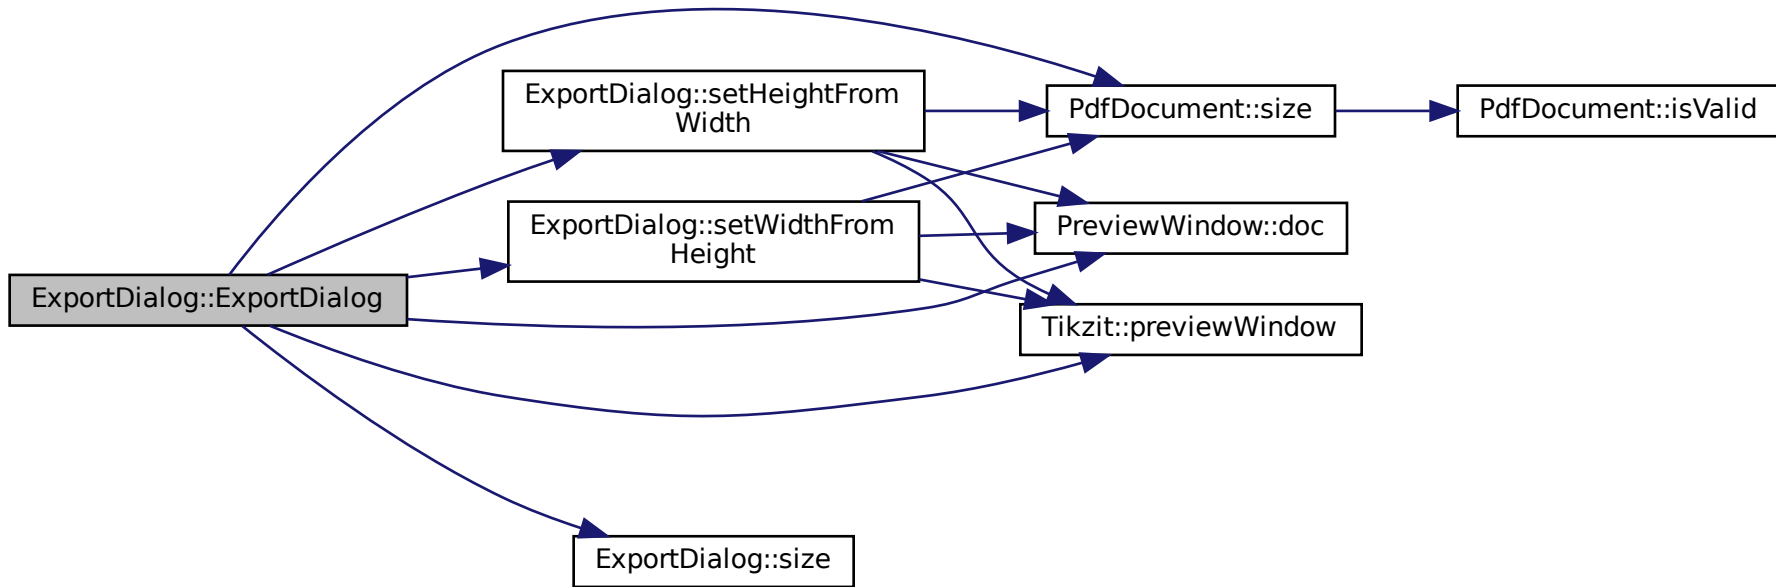 ExportDialog::ExportDialog
ExportDialog::setHeightFrom
Width
ExportDialog::setWidthFrom
Height
ExportDialog::size
PdfDocument::size
PreviewWindow::doc
Tikzit::previewWindow
PdfDocument::isValid